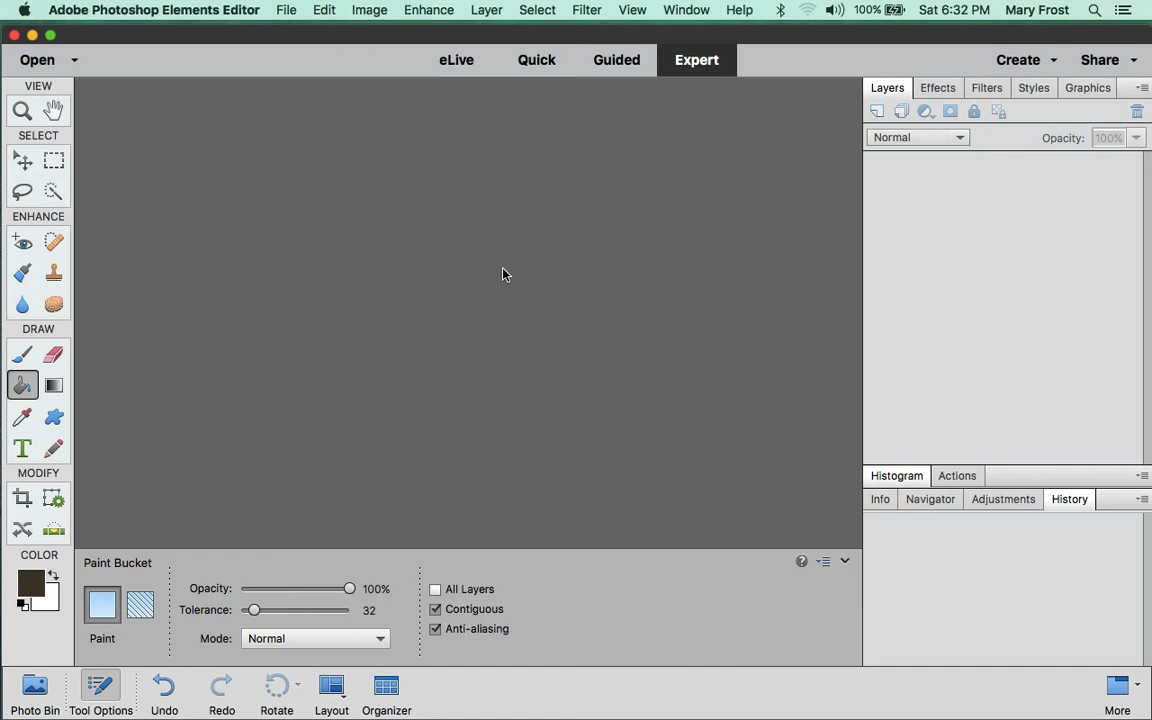 Adobe Photoshop Elements Editor File Edit Image Enhance Layer Select Filter View Window Help 100% Sat 6:32 PM Mary Frost
Open eLive Quick Guided Expert Create Share
VIEW
SELECT
ENHANCE
DRAW
T
MODIFY
COLOR
Layers Effects Filters Styles Graphics
Normal Opacity: 100%
Histogram Actions
Info Navigator Adjustments History
Paint Bucket
Paint
Opacity: 100%
Tolerance: 32
Mode: Normal
All Layers
Contiguous
Anti-aliasing
Photo Bin Tool Options Undo Redo Rotate Layout Organizer More